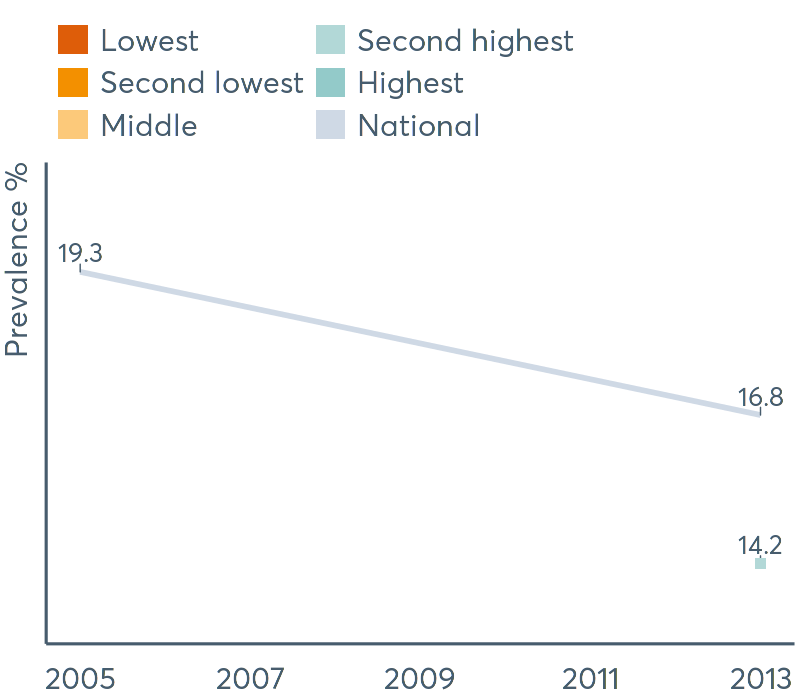 Lowest
Second lowest
Middle
Second highest
Highest
National
Prevalence %
19.3
16.8
14.2
2005 2007 2009 2011 2013